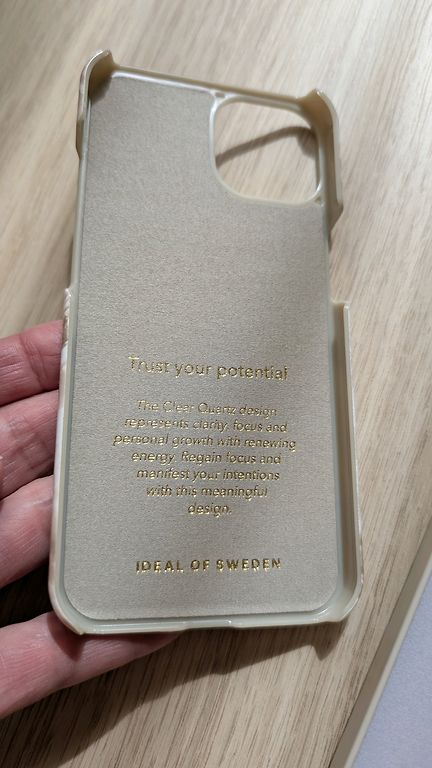 Trust your potential
The Clear Quartz design
represents clarity, focus and
personal growth with renewing
energy. Regain focus and
manifest your intentions
with this meaningful
design.
IDEAL OF SWEDEN